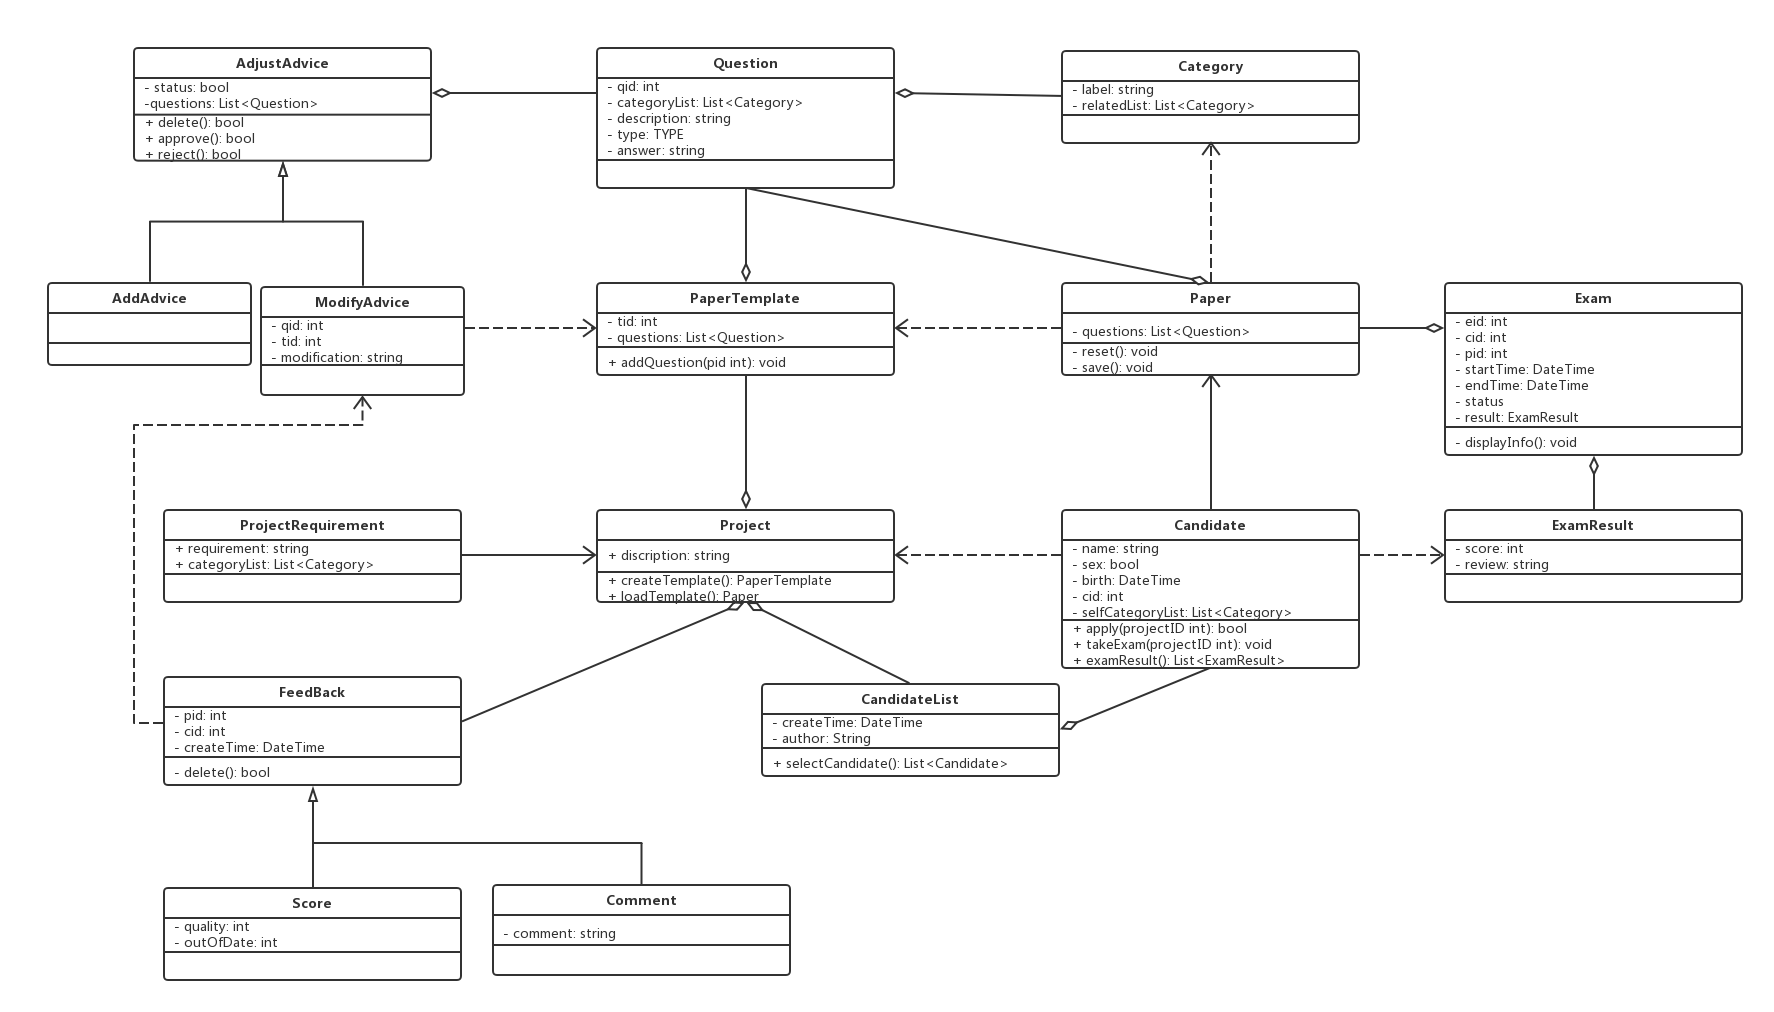 AdjustAdvice
- status: bool
-questions: List<Question>
+ delete(): bool
+ approve(): bool
+ reject(): bool
Question
- qid: int
- categoryList: List<Category>
- description: string
- type: TYPE
- answer: string
Category
- label: string
- relatedList: List<Category>
AddAdvice
ModifyAdvice
- qid: int
- tid: int
- modification: string
PaperTemplate
- tid: int
- questions: List<Question>
+ addQuestion(pid int): void
Paper
- questions: List<Question>
- reset(): void
- save(): void
Exam
- eid: int
- cid: int
- pid: int
- startTime: DateTime
- endTime: DateTime
- status
- result: ExamResult
- displayInfo(): void
ProjectRequirement
+ requirement: string
+ categoryList: List<Category>
Project
+ discription: string
+ createTemplate(): PaperTemplate
+ loadTemplate(): Paper
Candidate
- name: string
- sex: bool
- birth: DateTime
- cid: int
- selfCategoryList: List<Category>
+ apply(projectID int): bool
+ takeExam(projectID int): void
+ examResult(): List<ExamResult>
ExamResult
- score: int
- review: string
FeedBack
- pid: int
- cid: int
- createTime: DateTime
- delete(): bool
CandidateList
- createTime: DateTime
- author: String
+ selectCandidate(): List<Candidate>
Score
- quality: int
- outOfDate: int
Comment
- comment: string